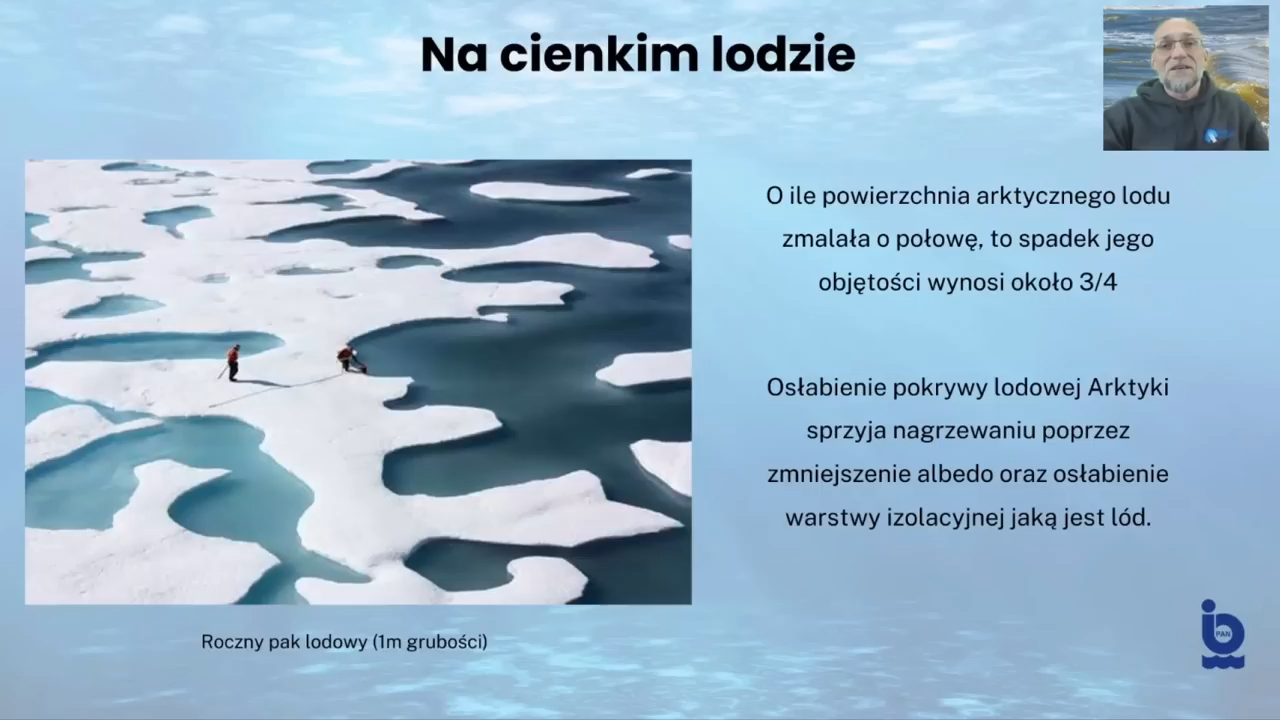 Na cienkim lodzie
O ile powierzchnia arktycznego lodu
zmalała o połowę, to spadek jego
objętości wynosi około 3/4
Osłabienie pokrywy lodowej Arktyki
sprzyja nagrzewaniu poprzez
zmniejszenie albedo oraz osłabienie
warstwy izolacyjnej jaką jest lód.
Roczny pak lodowy (1m grubości)
PAN